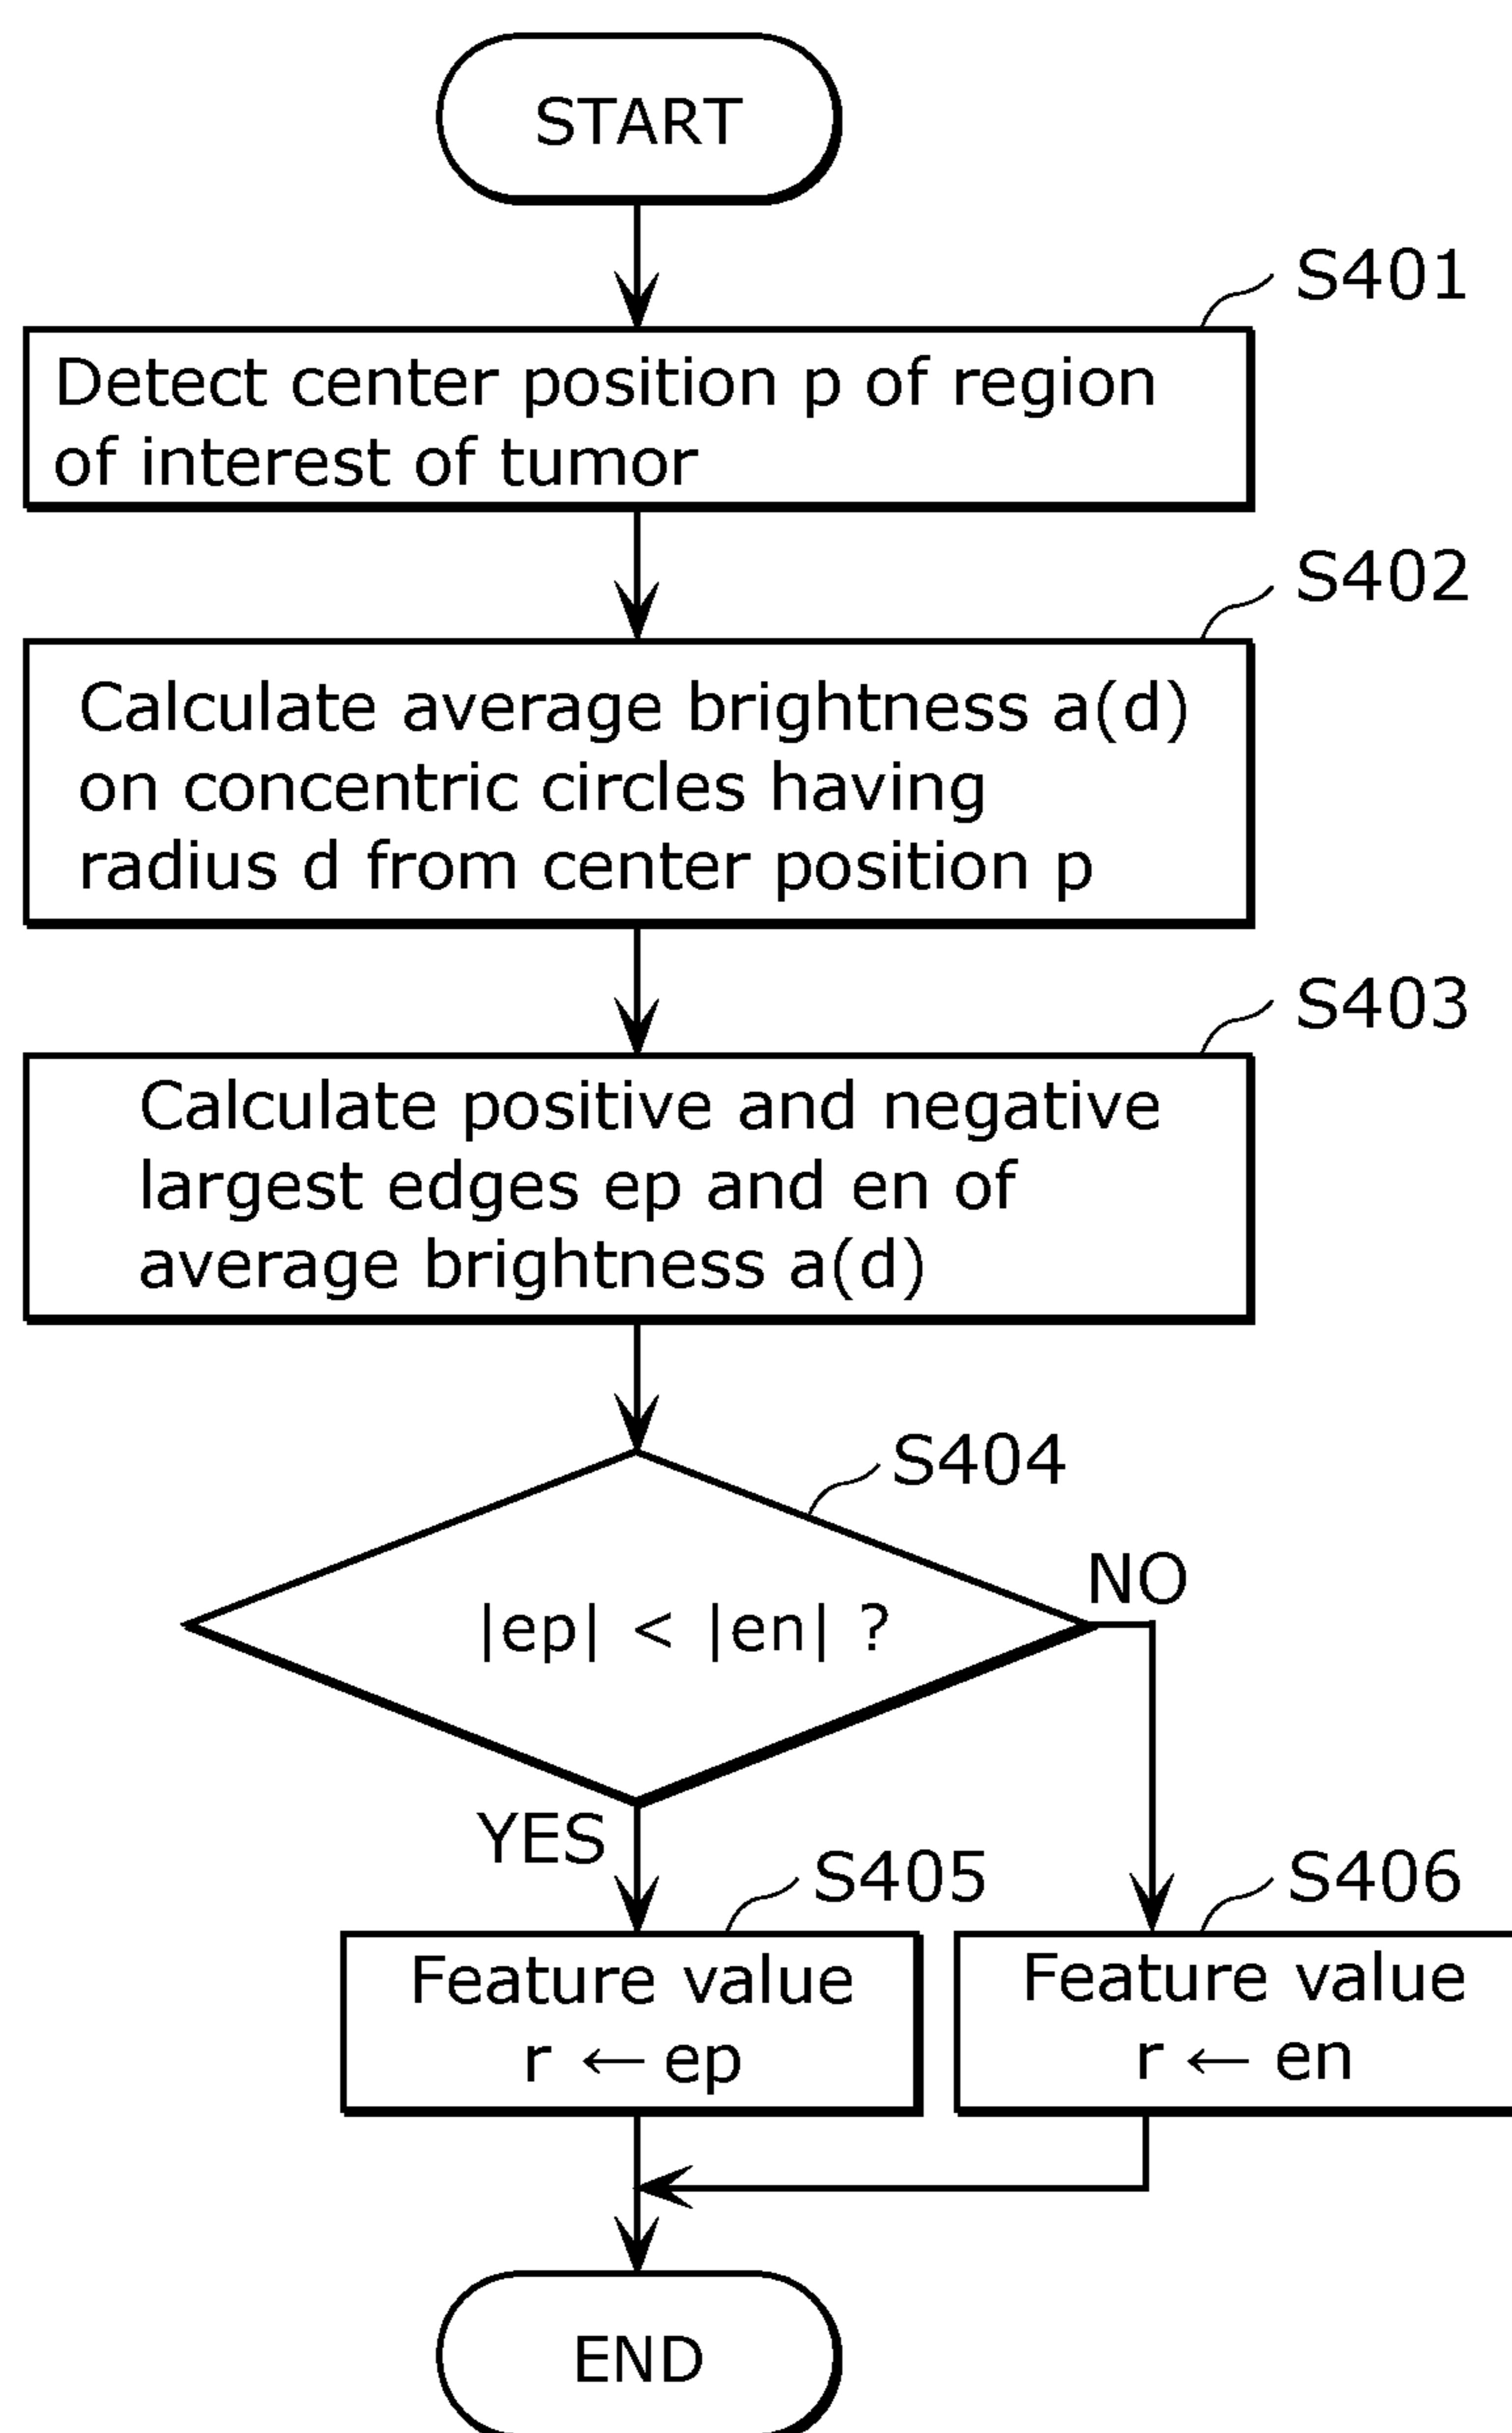 START
S401
Detect center position p of region
of interest of tumor
S402
Calculate average brightness a(d)
on concentric circles having
radius d from center position p
S403
Calculate positive and negative
largest edges ep and en of
average brightness a(d)
S404
|ep| < |en| ?
NO
YES
S405
Feature value
r ← ep
S406
Feature value
r ← en
END